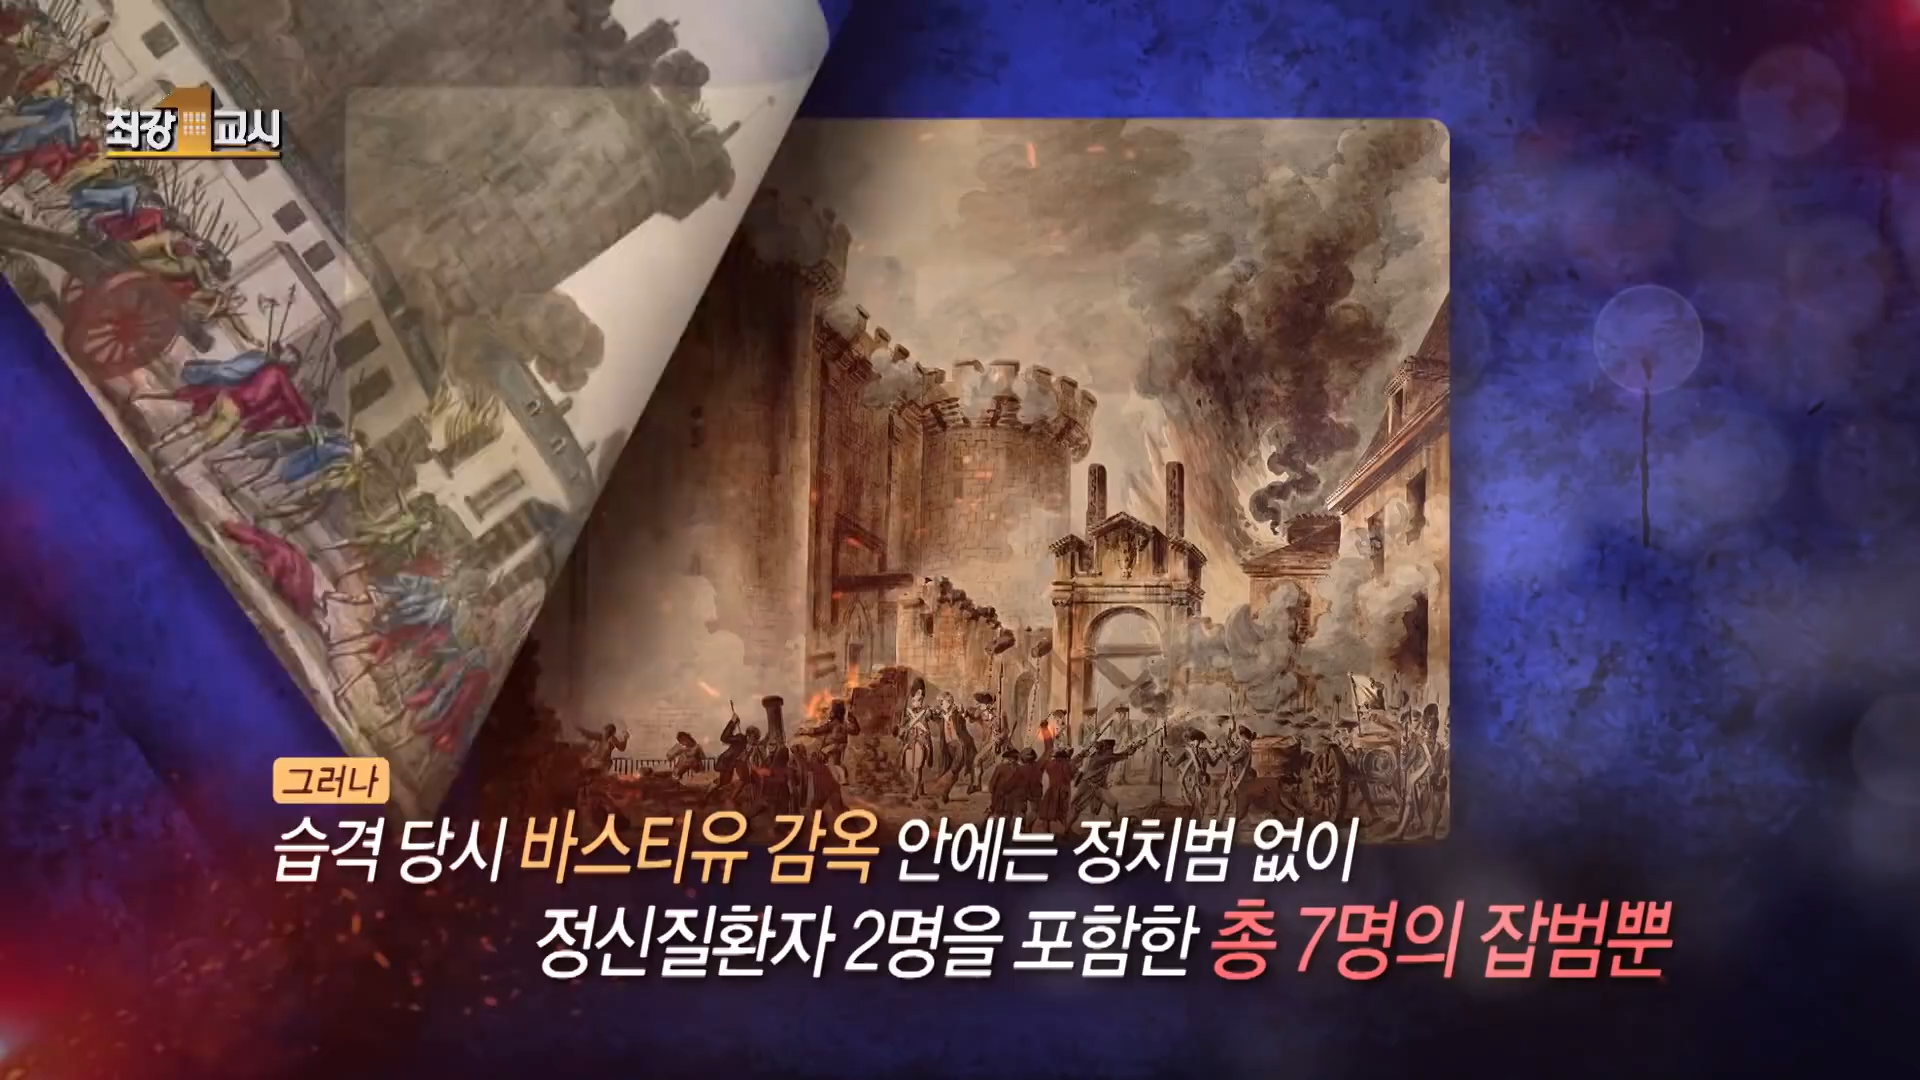 최강1교시
그러나
습격 당시 바스티유 감옥 안에는 정치범 없이
정신질환자 2명을 포함한 총 7명의 잡범뿐